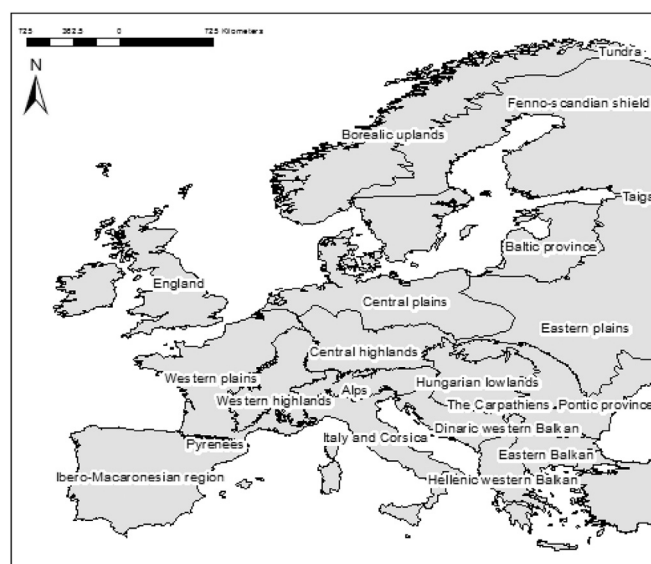 725 362.5 0 725 Kilometers
N
Tundra
Fenno-scandian shield
Borealic uplands
Taiga
Baltic province
England
Central plains
Eastern plains
Central highlands
Western plains
Alps
Hungarian lowlands
Western highlands
The Carpathiens
Pontic province
Italy and Corsica
Dinaric western Balkan
Pyrenees
Eastern Balkan
Ibero-Macaronesian region
Hellenic western Balkan